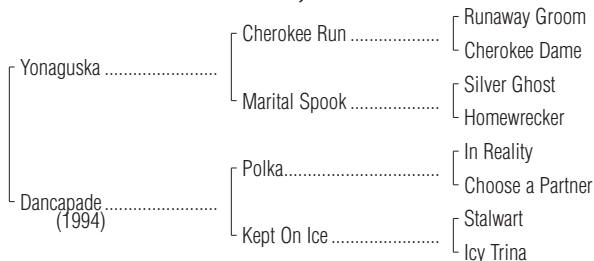 Runaway Groom
Cherokee Run ..................
Cherokee Dame
Yonaguska .......................
Silver Ghost
Marital Spook ..................
Homewrecker
In Reality
Polka................................
Choose a Partner
Dancapade .......................
(1994)
Stalwart
Kept On Ice ......................
Icy Trina